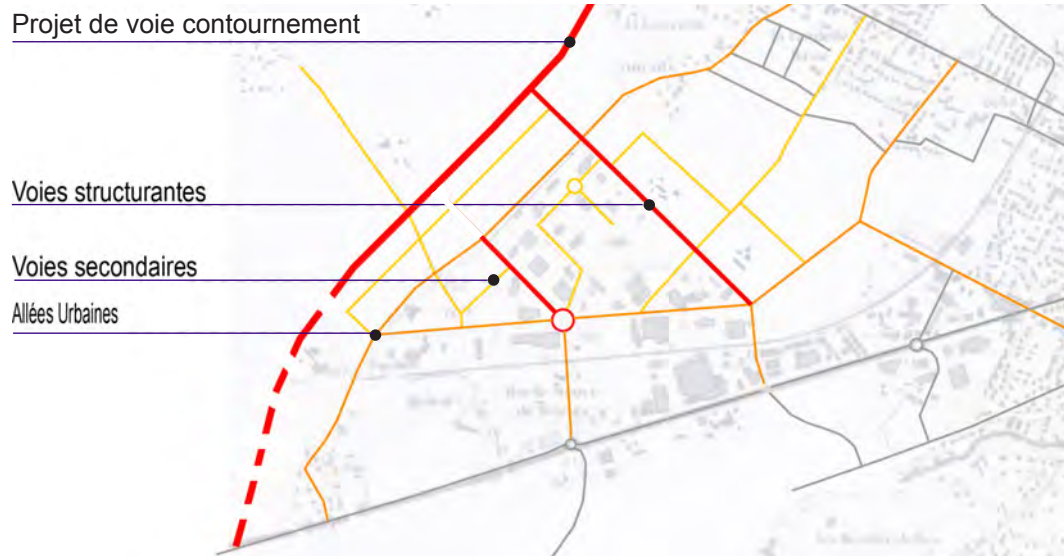 Projet de voie contournement
Voies structurantes
Voies secondaires
Allées Urbaines